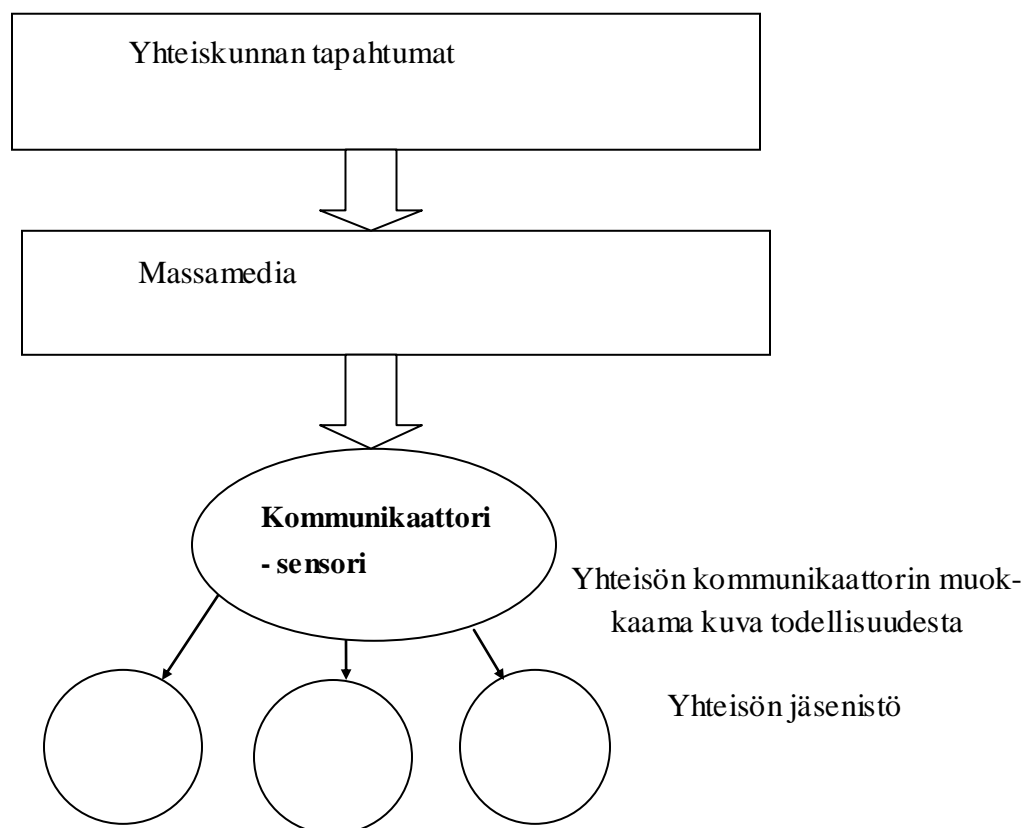 Yhteiskunnan tapahtumat
Massamedia
Kommunikaattori
- sensori
Yhteisön kommunikaattorin muok-
kaama kuva todellisuudesta
Yhteisön jäsenistö